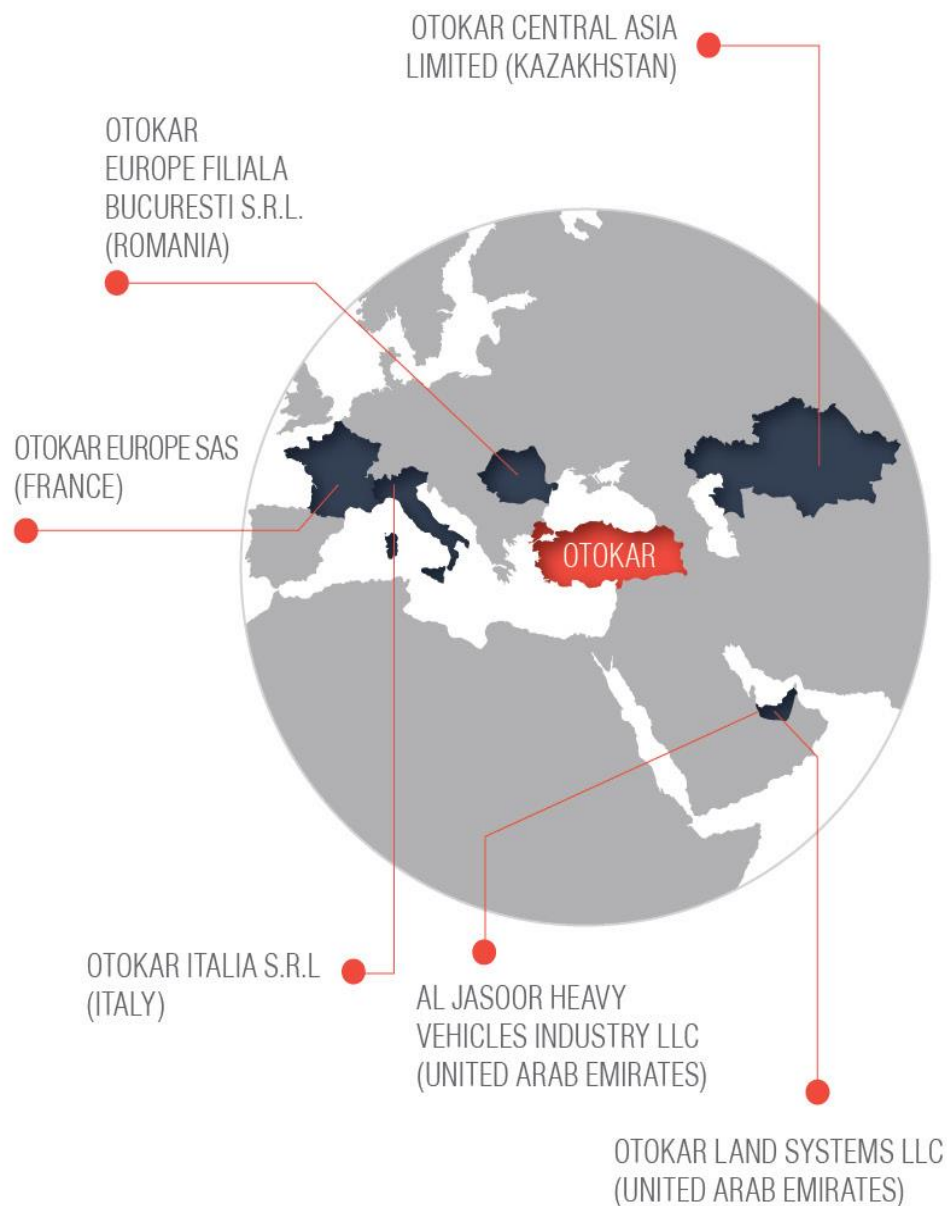 OTOKAR CENTRAL ASIA
LIMITED (KAZAKHSTAN)
OTOKAR
EUROPE FILIALA
BUCURESTI S.R.L.
(ROMANIA)
OTOKAR EUROPE SAS
(FRANCE)
OTOKAR
OTOKAR ITALIA S.R.L
(ITALY)
AL JASOOR HEAVY
VEHICLES INDUSTRY LLC
(UNITED ARAB EMIRATES)
OTOKAR LAND SYSTEMS LLC
(UNITED ARAB EMIRATES)